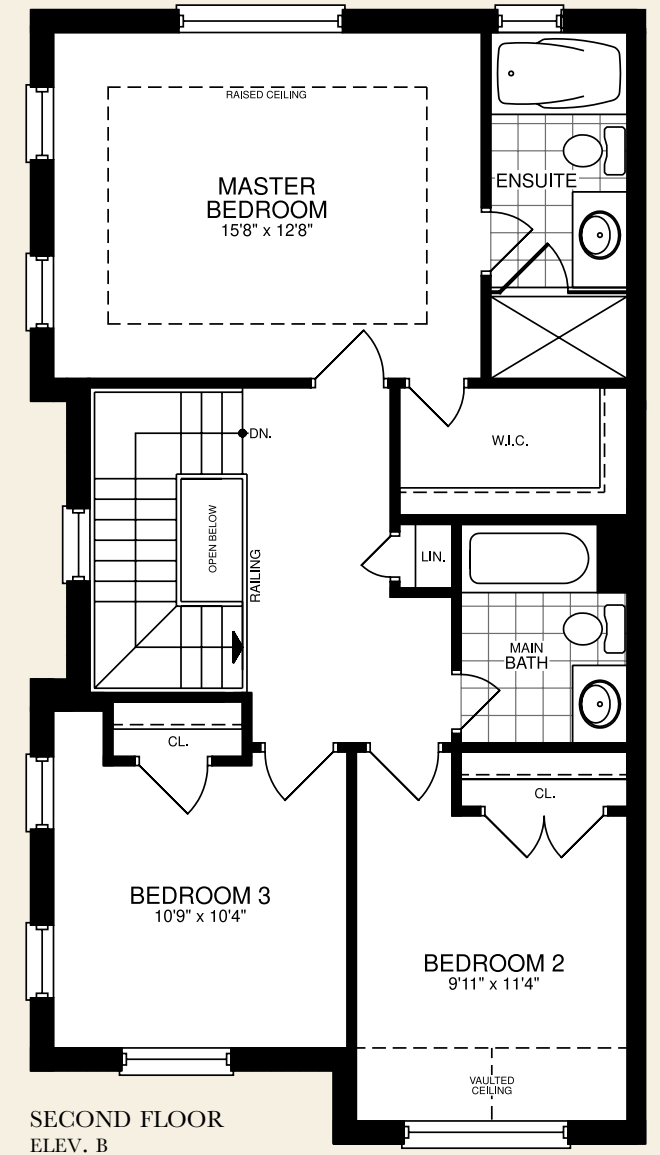 RAISED CEILING
MASTER
BEDROOM
15'8" x 12'8"
ENSUITE
DN.
W.I.C.
OPEN BELOW
RAILING
LIN.
MAIN
BATH
CL.
CL.
BEDROOM 3
10'9" x 10'4"
BEDROOM 2
9'11" x 11'4"
VAULTED
CEILING
SECOND FLOOR
ELEV. B